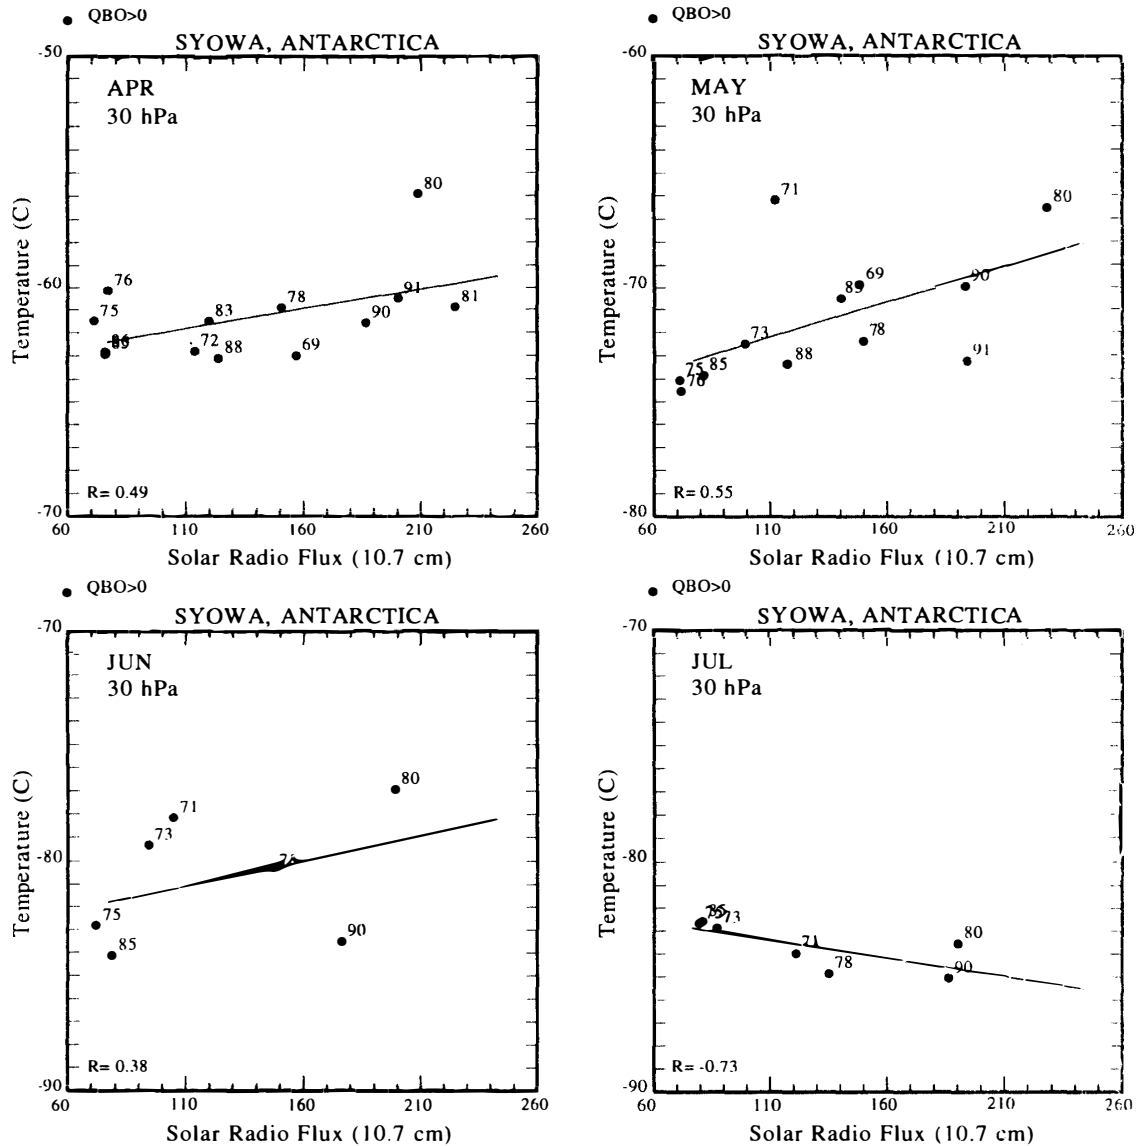 QBO>0
SYOWA, ANTARCTICA
-50
APR
30 hPa
80
76
-60
91
75
83
78
81
90
72
88
69
R= 0.49
-70
60 110 160 210 260
Temperature (C)
Solar Radio Flux (10.7 cm)
QBO>0
SYOWA, ANTARCTICA
-60
MAY
30 hPa
71
80
69
90
-70
73
78
88
91
75 85
76
R= 0.55
-80
60 110 160 210 260
Temperature (C)
Solar Radio Flux (10.7 cm)
QBO>0
SYOWA, ANTARCTICA
-70
JUN
30 hPa
80
71
73
-80
75
85
90
R= 0.38
-90
60 110 160 210 260
Temperature (C)
Solar Radio Flux (10.7 cm)
QBO>0
SYOWA, ANTARCTICA
-70
JUL
30 hPa
-80
73
71
78
80
90
R= -0.73
-90
60 110 160 210 260
Temperature (C)
Solar Radio Flux (10.7 cm)